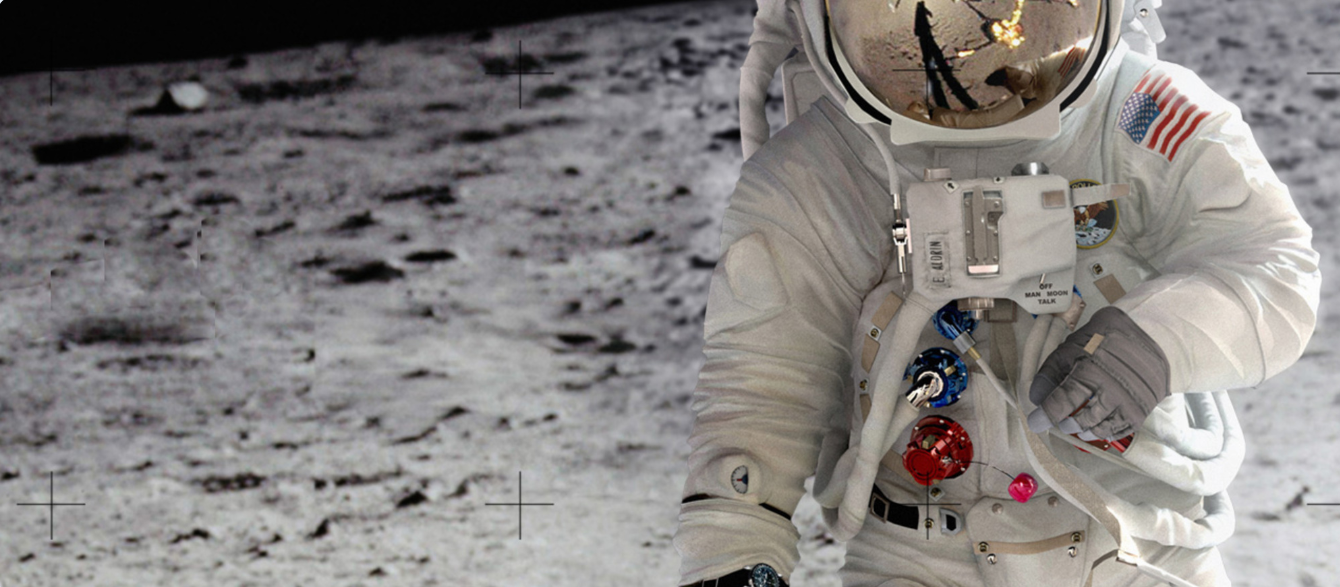 E. ALDRIN
OFF
MAN MOON
TALK